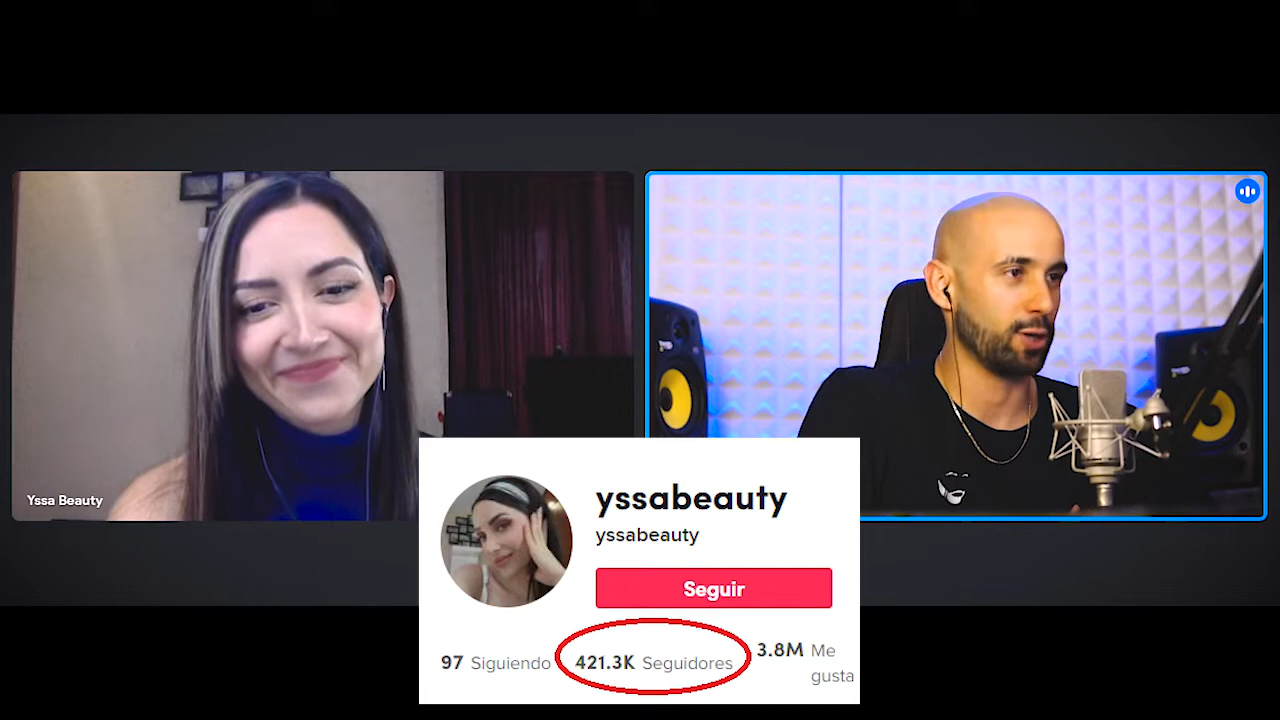 Yssa Beauty
yssabeauty
yssabeauty
Seguir
97 Siguiendo
421.3K Seguidores
3.8M Me
gusta